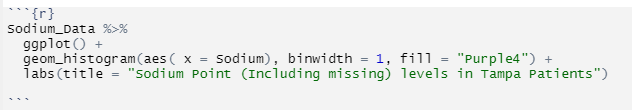 ```{r}
Sodium_Data %>%
  ggplot() +
  geom_histogram(aes( x = Sodium), binwidth = 1, fill = "Purple4") +
  labs(title = "Sodium Point (Including missing) levels in Tampa Patients")
```